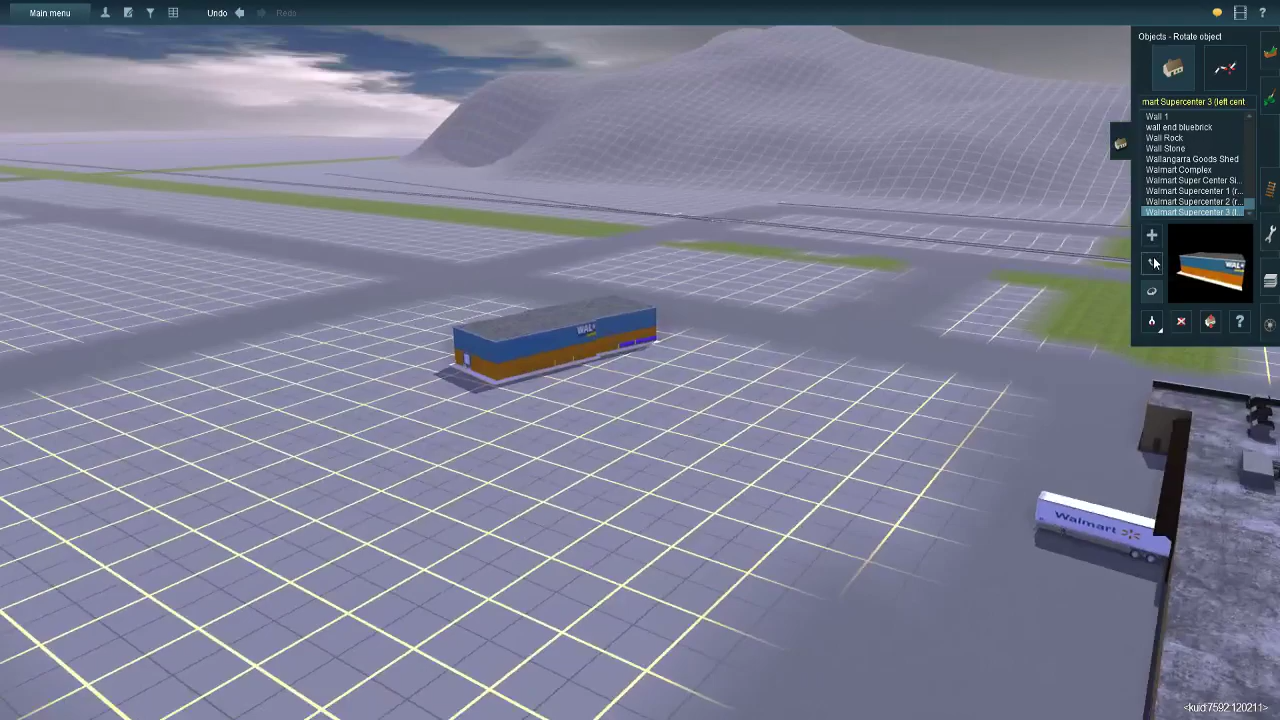 Main menu
Undo
Redo
Objects - Rotate object
mart Supercenter 3 (left cent
Wall 1
wall end bluebrick
Wall Rock
Wall Stone
Wallangarra Goods Shed
Walmart Complex
Walmart Super Center Si...
Walmart Supercenter 1 (r...
Walmart Supercenter 2 (r...
Walmart Supercenter 3 (l...
WAL
WAL
Walmart
<kuid:7592:120211>